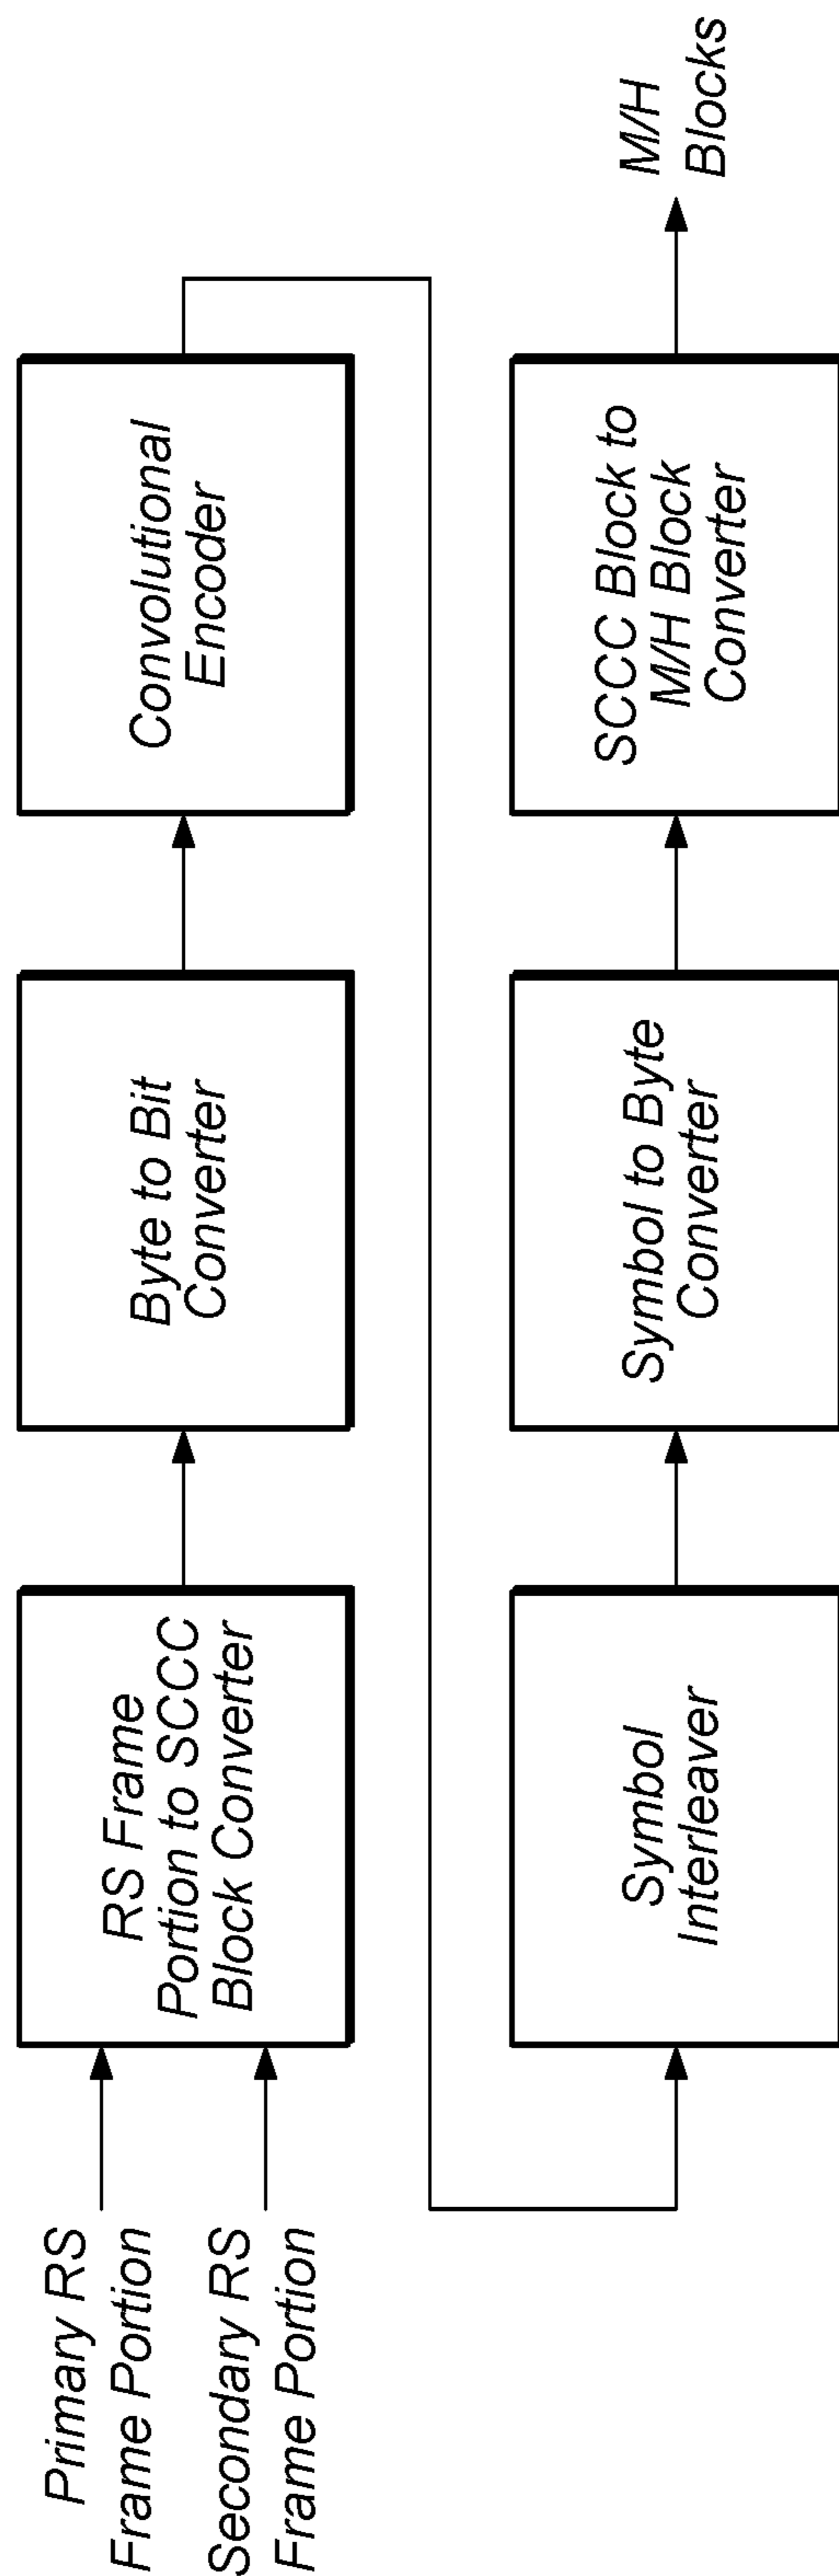 Primary RS
Frame Portion
Secondary RS
Frame Portion
RS Frame
Portion to SCCC
Block Converter
Byte to Bit
Converter
Convolutional
Encoder
Symbol
Interleaver
Symbol to Byte
Converter
SCCC Block to
M/H Block
Converter
M/H
Blocks